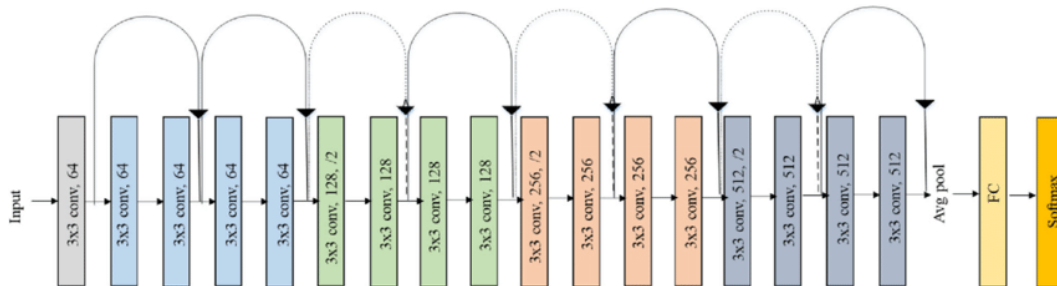 Input
3x3 conv, 64
3x3 conv, 64
3x3 conv, 64
3x3 conv, 64
3x3 conv, 64
3x3 conv, 128, /2
3x3 conv, 128
3x3 conv, 128
3x3 conv, 128
3x3 conv, 256, /2
3x3 conv, 256
3x3 conv, 256
3x3 conv, 256
3x3 conv, 512, /2
3x3 conv, 512
3x3 conv, 512
3x3 conv, 512
Avg pool
FC
Softmax